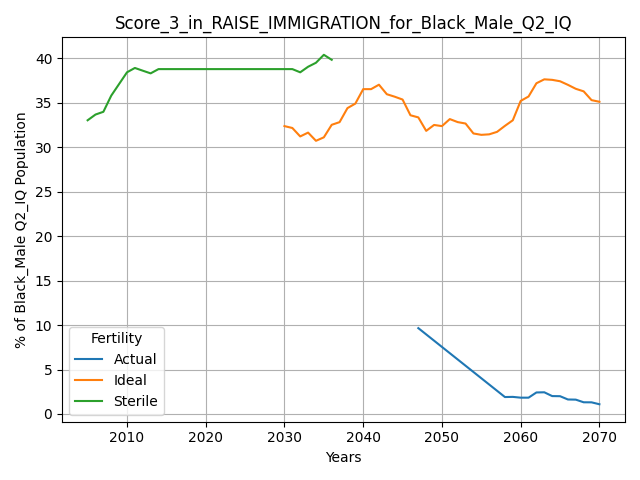 Score_3_in_RAISE_IMMIGRATION_for_Black_Male_Q2_IQ
% of Black_Male Q2_IQ Population
40
35
30
25
20
15
10
5
0
Fertility
Actual
Ideal
Sterile
2010 2020 2030 2040 2050 2060 2070
Years